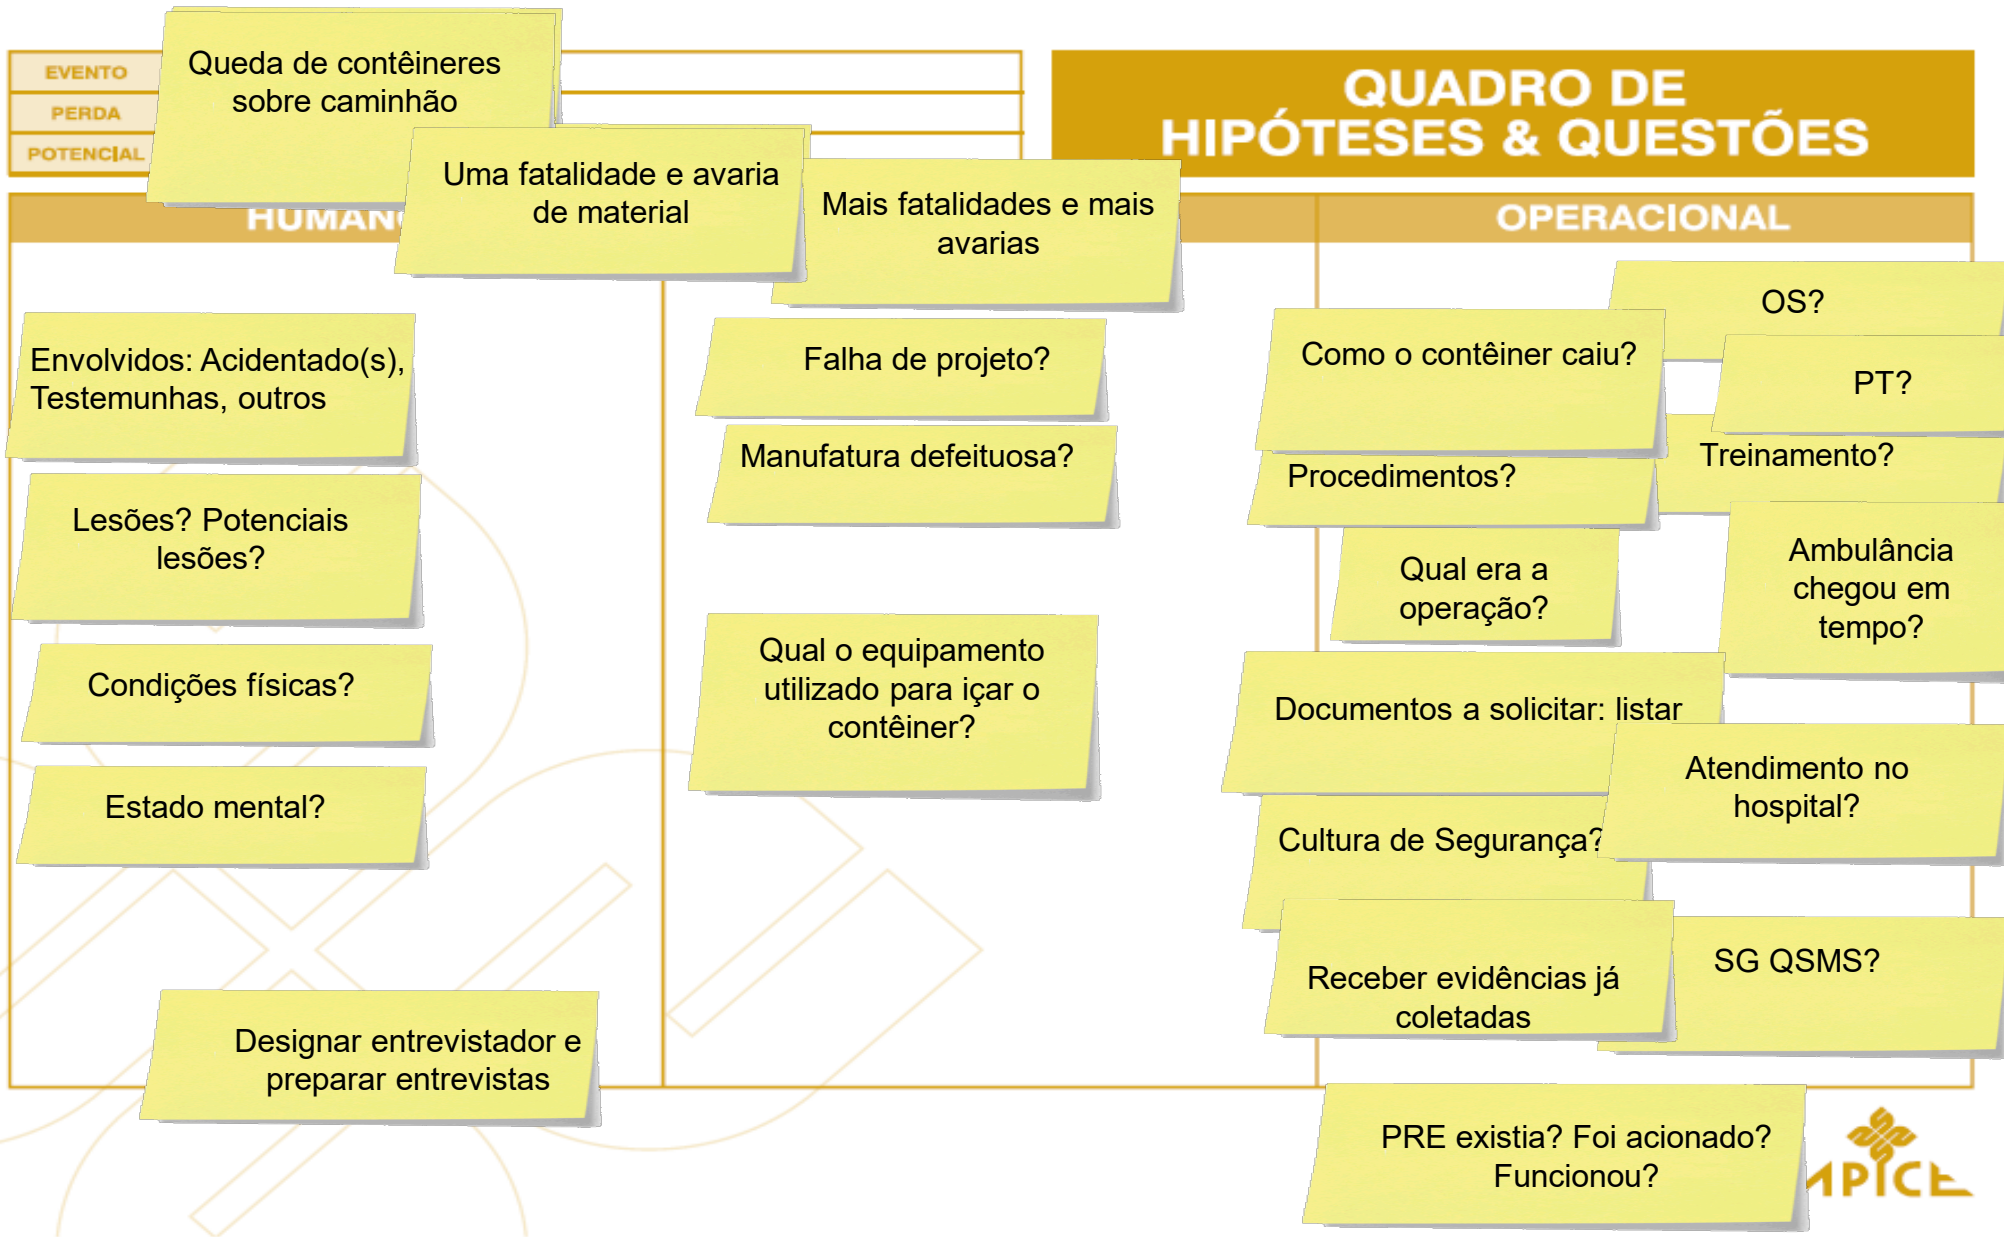 EVENTO
PERDA
POTENCIAL
Queda de contêineres
sobre caminhão
Uma fatalidade e avaria
de material
Mais fatalidades e mais
avarias
QUADRO DE
HIPÓTESES & QUESTÕES
OPERACIONAL
Envolvidos: Acidentado(s),
Testemunhas, outros
Lesões? Potenciais
lesões?
Condições físicas?
Estado mental?
Designar entrevistador e
preparar entrevistas
Falha de projeto?
Manufatura defeituosa?
Qual o equipamento
utilizado para içar o
contêiner?
OS?
Como o contêiner caiu?
PT?
Procedimentos?
Treinamento?
Qual era a
operação?
Ambulância
chegou em
tempo?
Documentos a solicitar: listar
Atendimento no
hospital?
Cultura de Segurança?
Receber evidências já
coletadas
SG QSMS?
PRE existia? Foi acionado?
Funcionou?
APICE